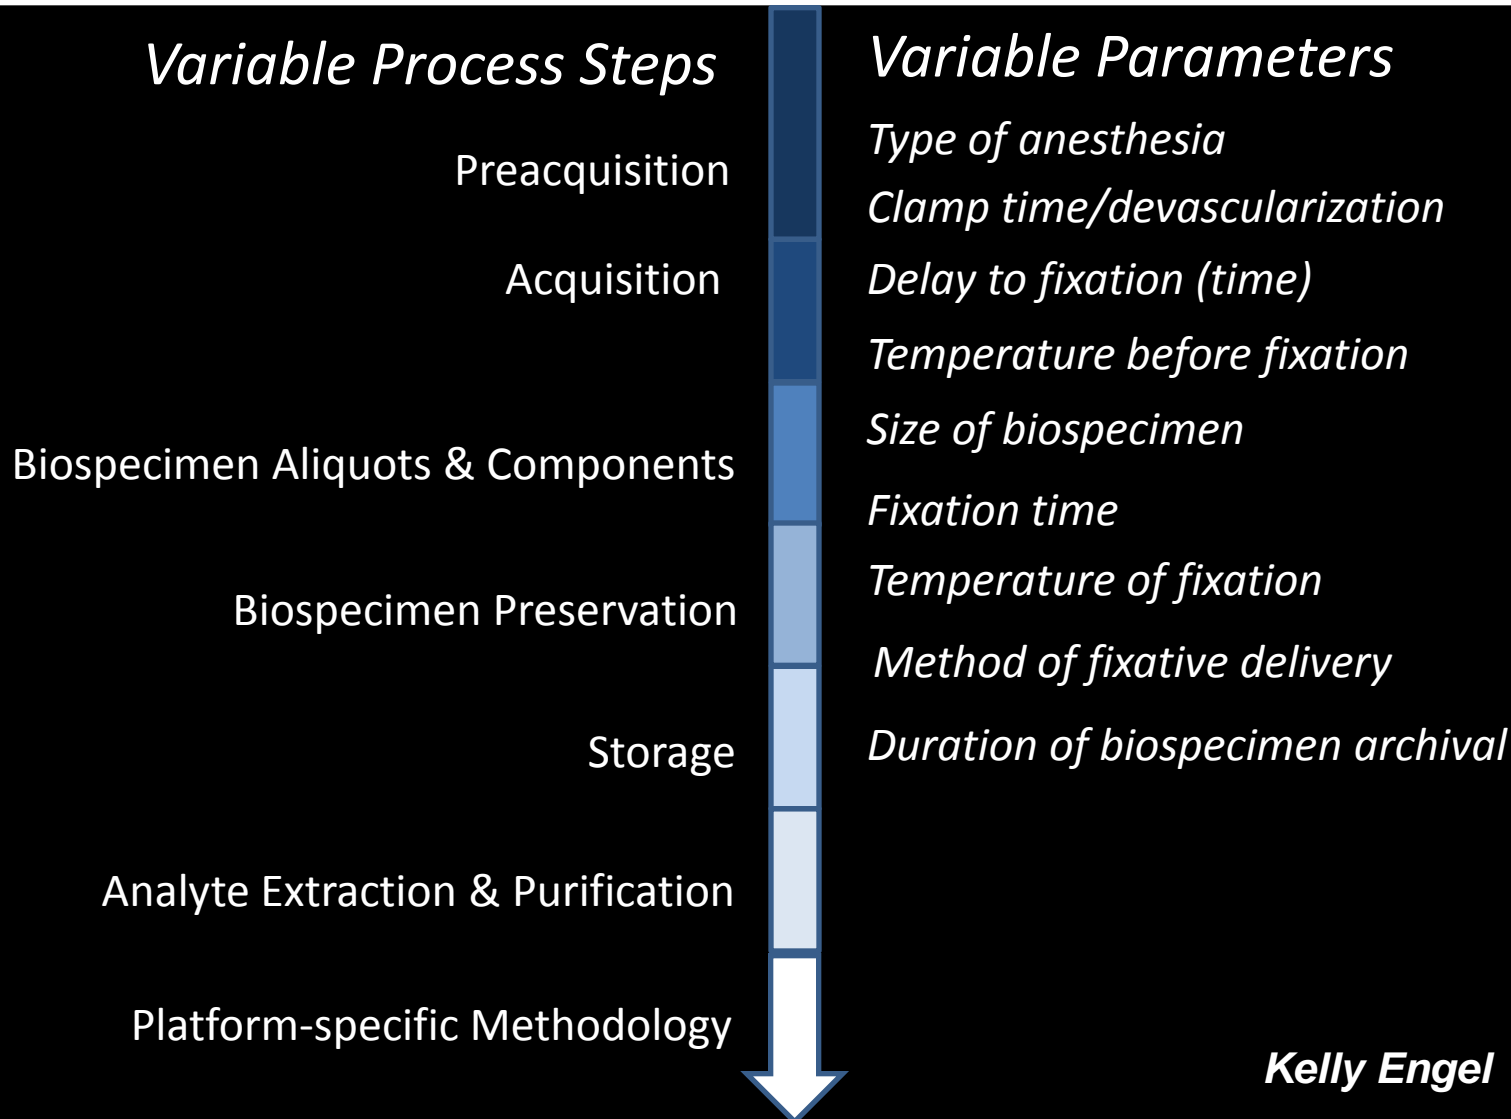 Variable Process Steps
Preacquisition
Acquisition
Biospecimen Aliquots & Components
Biospecimen Preservation
Storage
Analyte Extraction & Purification
Platform-specific Methodology
Variable Parameters
Type of anesthesia
Clamp time/devascularization
Delay to fixation (time)
Temperature before fixation
Size of biospecimen
Fixation time
Temperature of fixation
Method of fixative delivery
Duration of biospecimen archival
Kelly Engel